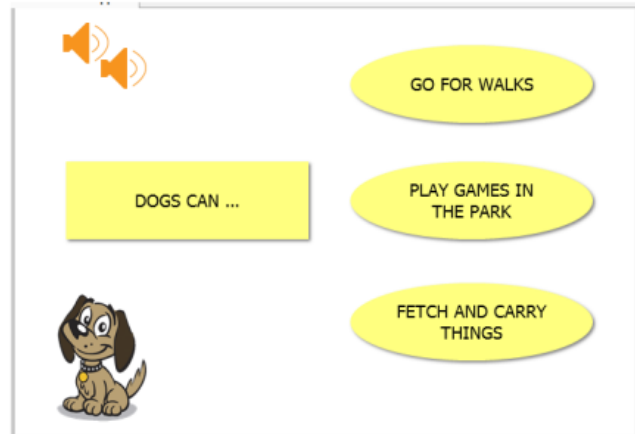 GO FOR WALKS
DOGS CAN ...
PLAY GAMES IN
THE PARK
FETCH AND CARRY
THINGS